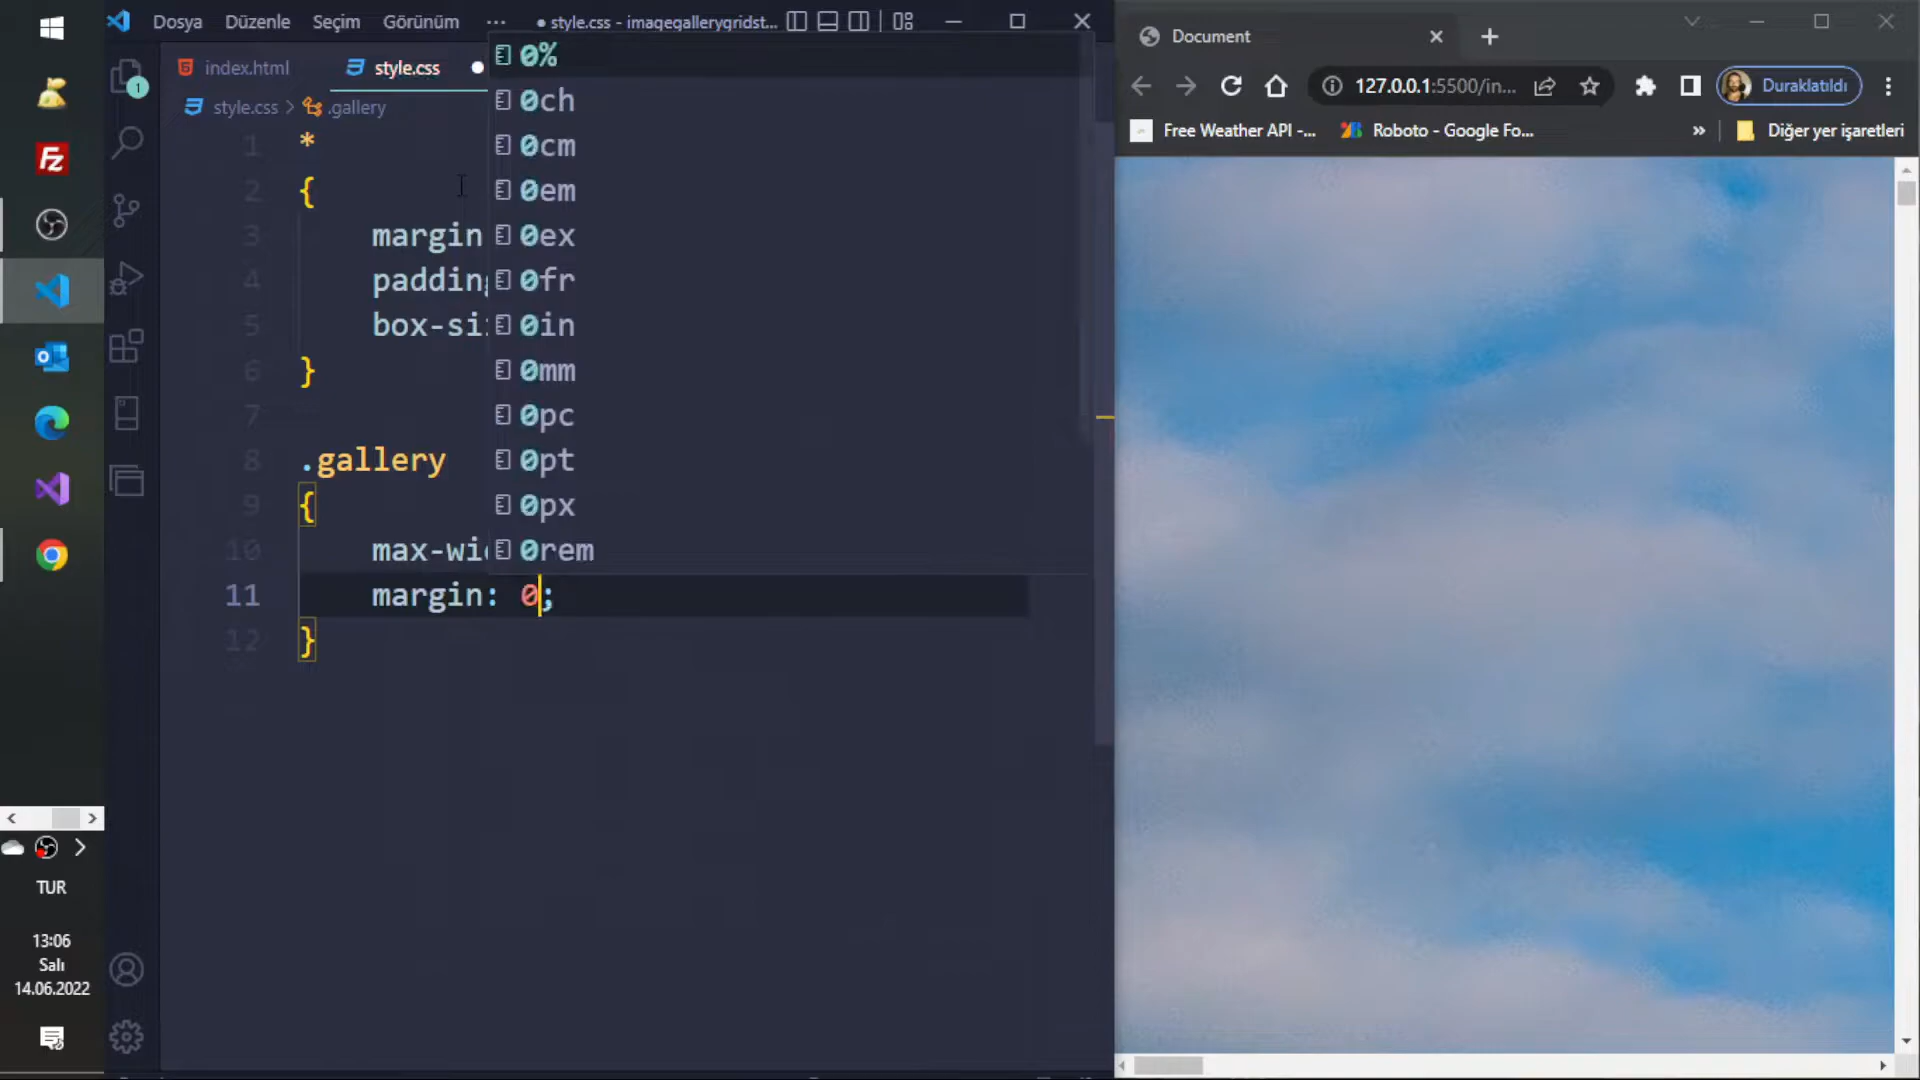 Dosya Düzenle Seçim Görünüm ··· ● style.css - imagegallerygridst...
index.html
style.css
style.css > .gallery
1 *
2 {
3 margin
4 padding
5 box-si
6 }
7
8 .gallery
9 {
10 max-wi
11 margin: 0;
12 }
0%
0ch
0cm
0em
0ex
0fr
0in
0mm
0pc
0pt
0px
0rem
1
Document
127.0.0.1:5500/in...
Duraklatıldı
Free Weather API -...
Roboto - Google Fo...
» Diğer yer işaretleri
Fz
TUR
13:06
Salı
14.06.2022